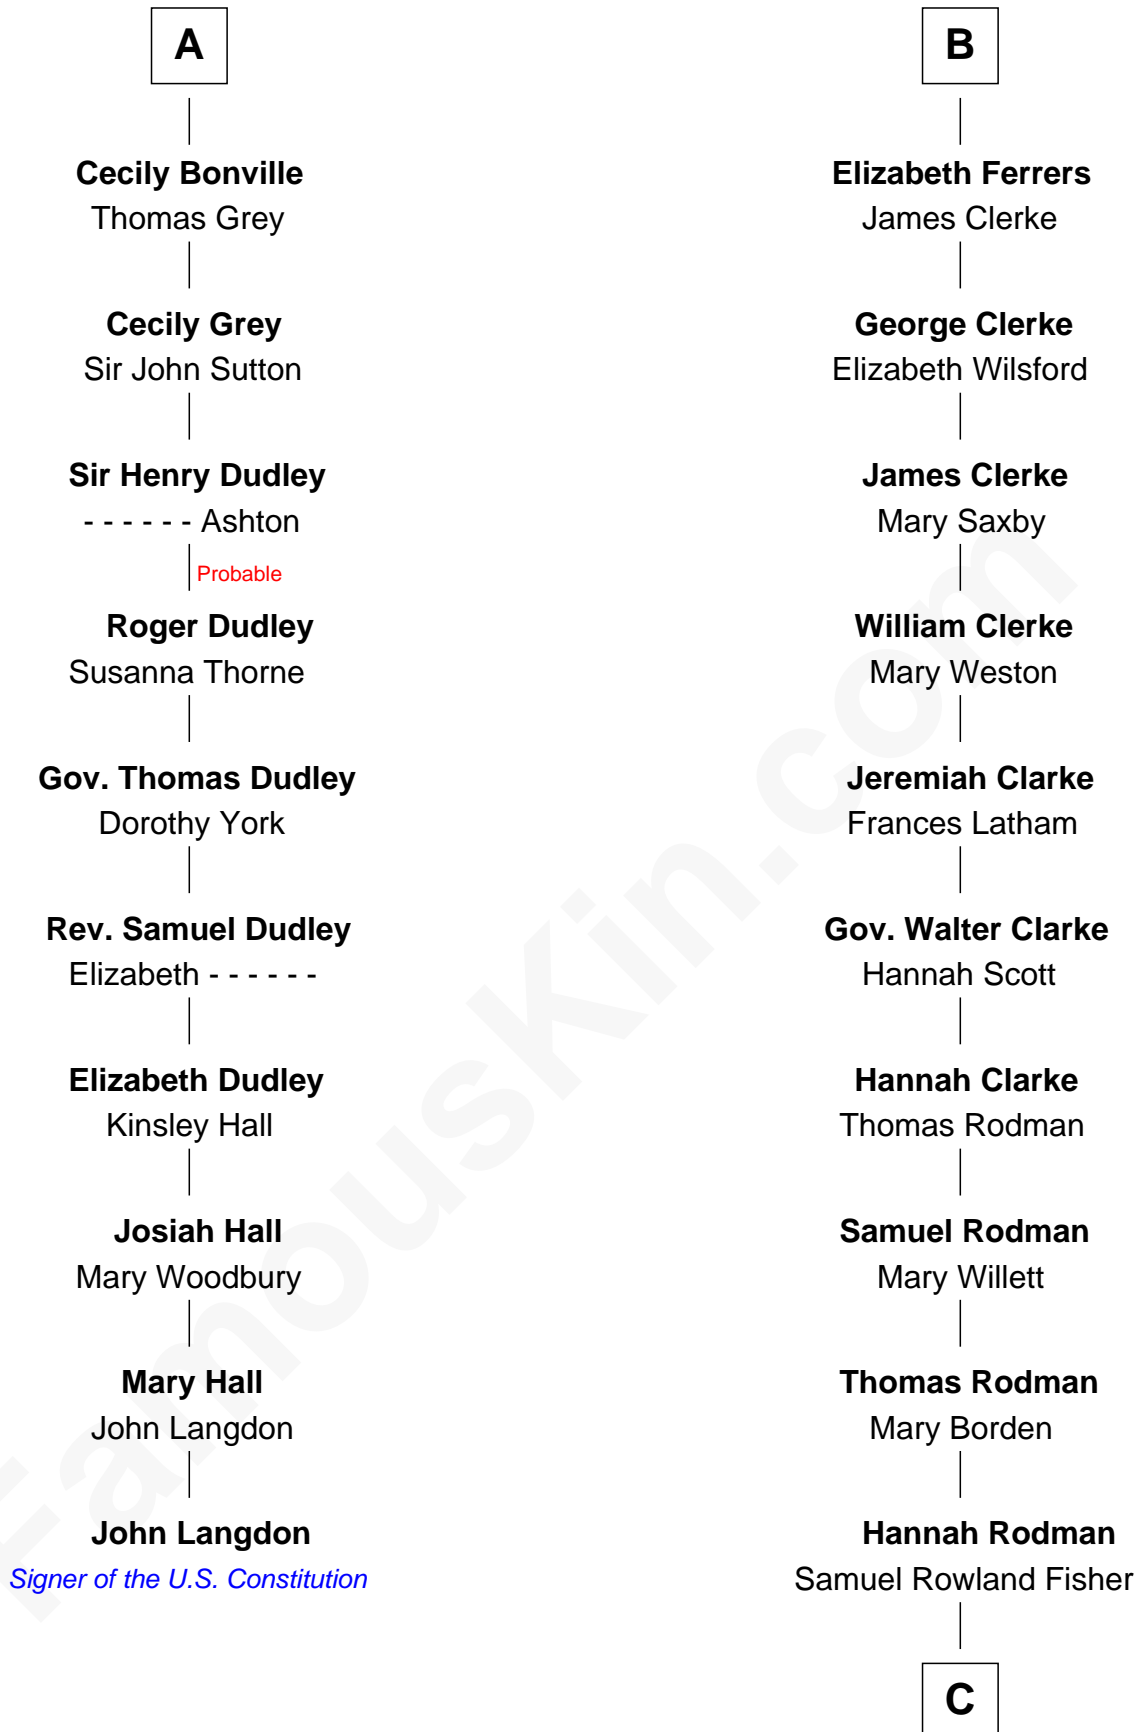 A
Cecily Bonville
Thomas Grey
Cecily Grey
Sir John Sutton
Sir Henry Dudley
- - - - - - Ashton
Probable
Roger Dudley
Susanna Thorne
Gov. Thomas Dudley
Dorothy York
Rev. Samuel Dudley
Elizabeth - - - - - -
Elizabeth Dudley
Kinsley Hall
Josiah Hall
Mary Woodbury
Mary Hall
John Langdon
John Langdon
Signer of the U.S. Constitution
B
Elizabeth Ferrers
James Clerke
George Clerke
Elizabeth Wilsford
James Clerke
Mary Saxby
William Clerke
Mary Weston
Jeremiah Clarke
Frances Latham
Gov. Walter Clarke
Hannah Scott
Hannah Clarke
Thomas Rodman
Samuel Rodman
Mary Willett
Thomas Rodman
Mary Borden
Hannah Rodman
Samuel Rowland Fisher
C
FamousKin.com